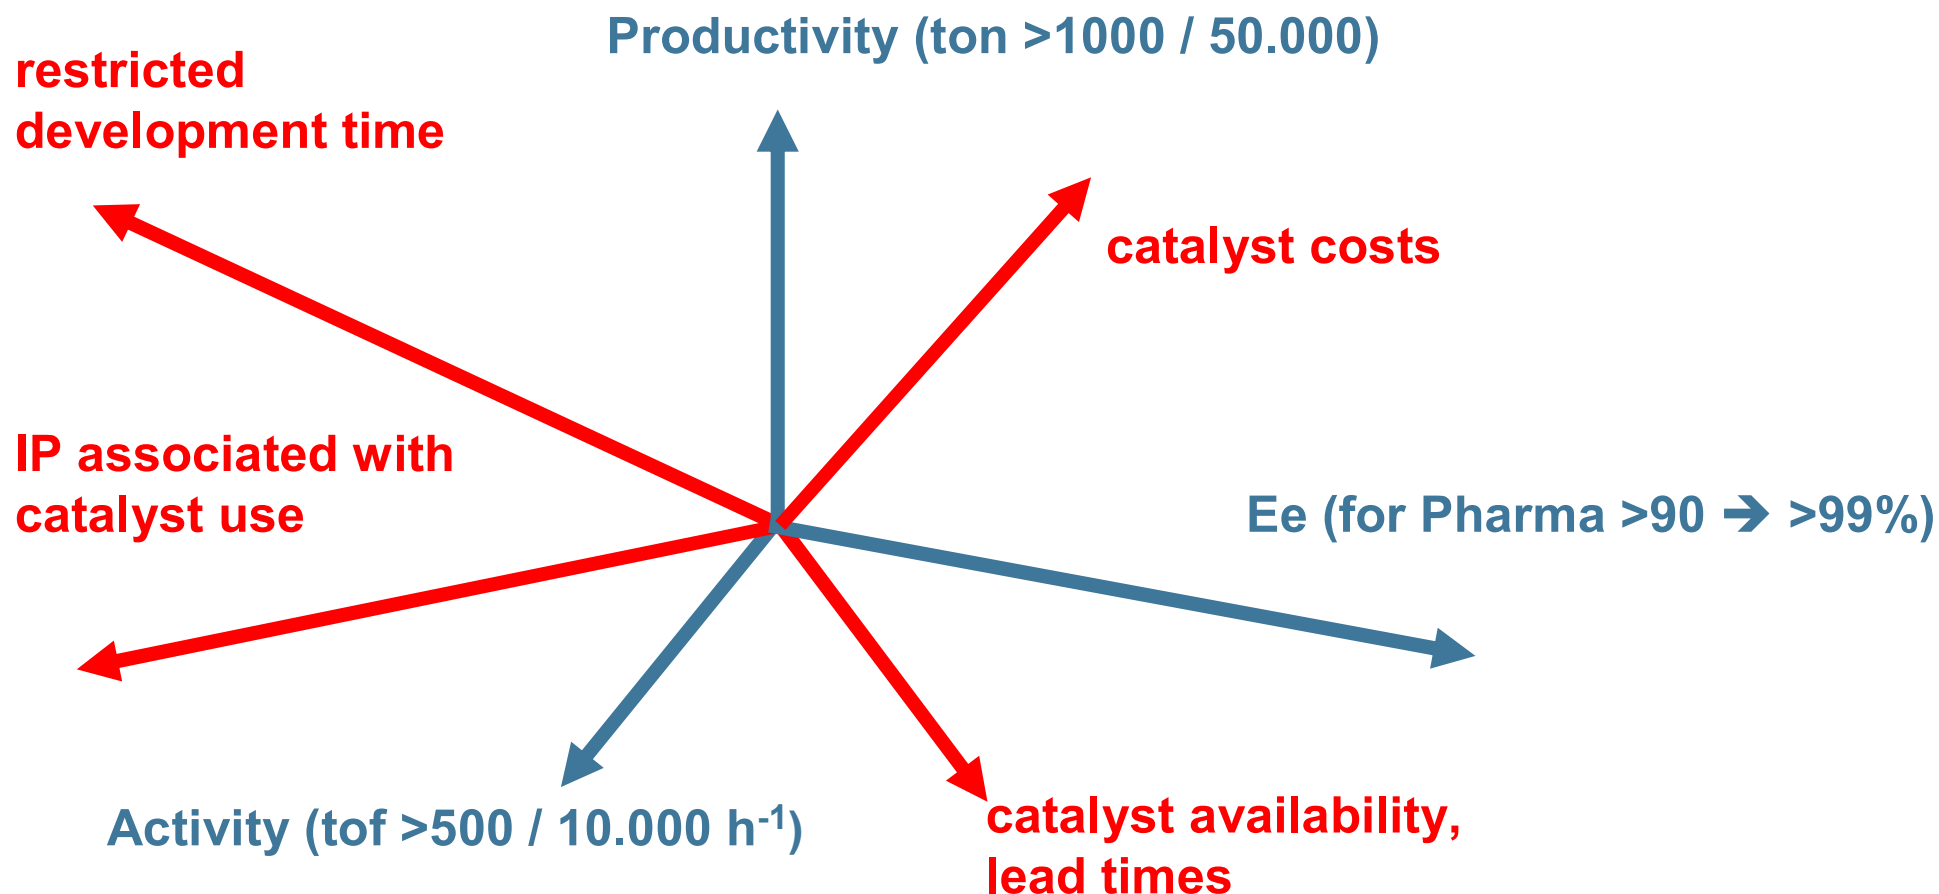 Productivity (ton >1000 / 50.000)
restricted
development time
catalyst costs
IP associated with
catalyst use
Ee (for Pharma >90 ➔ >99%)
Activity (tof >500 / 10.000 h⁻¹)
catalyst availability,
lead times